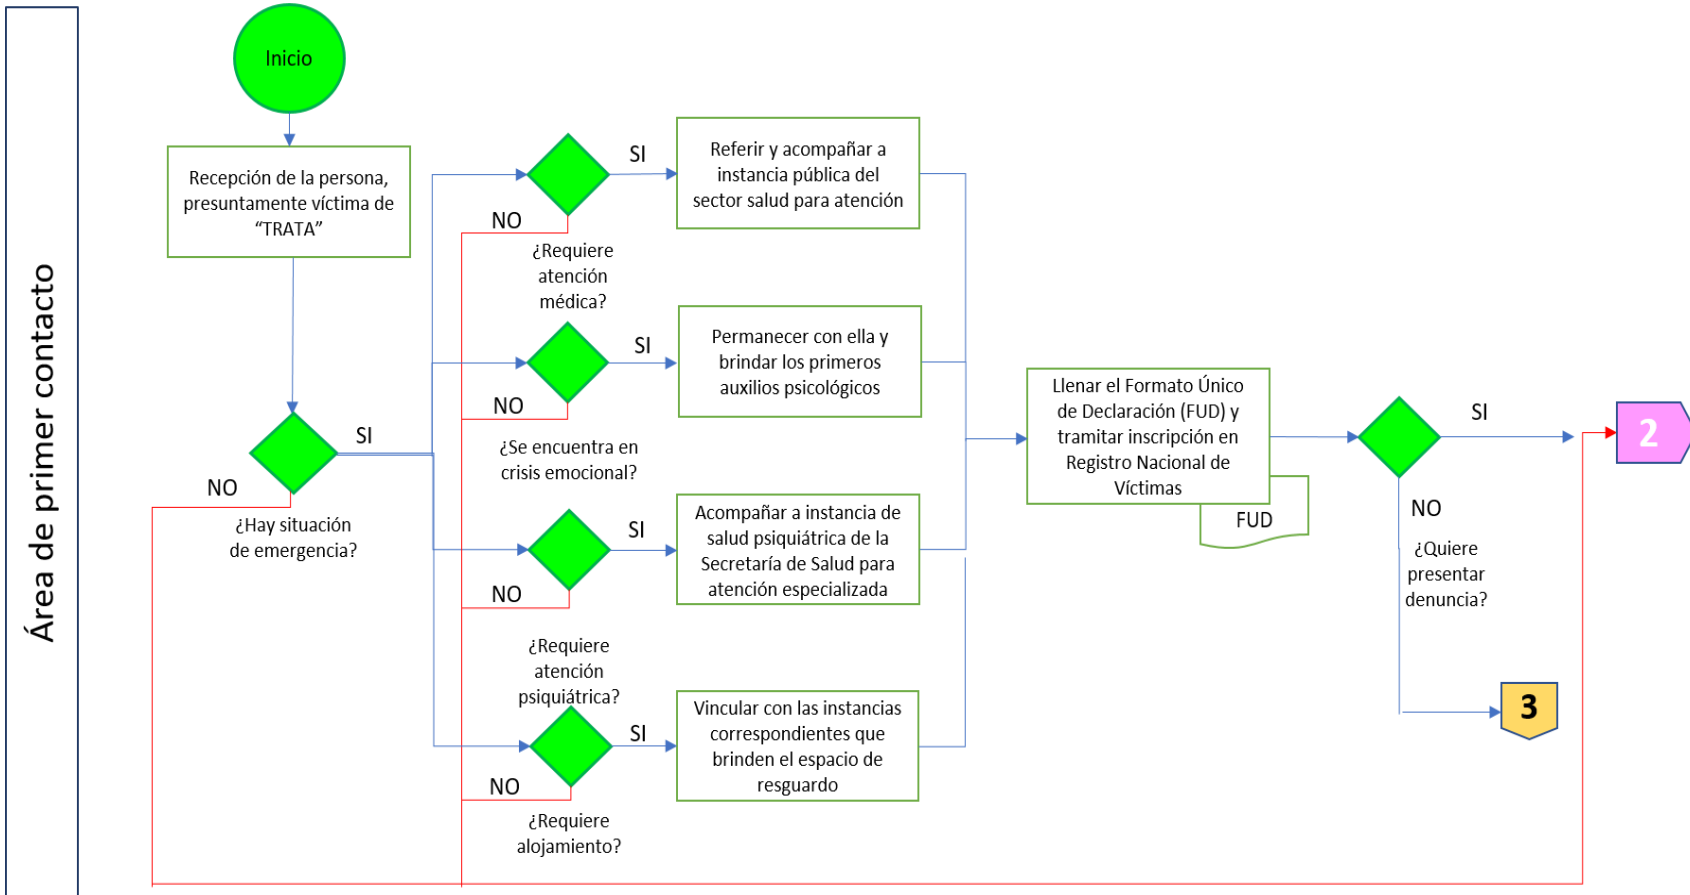 Área de primer contacto
Inicio
Recepción de la persona,
presuntamente víctima de
“TRATA”
SI
NO
¿Hay situación
de emergencia?
SI
NO
¿Requiere
atención
médica?
Referir y acompañar a
instancia pública del
sector salud para atención
SI
NO
¿Se encuentra en
crisis emocional?
Permanecer con ella y
brindar los primeros
auxilios psicológicos
SI
NO
¿Requiere
atención
psiquiátrica?
Acompañar a instancia de
salud psiquiátrica de la
Secretaría de Salud para
atención especializada
SI
NO
¿Requiere
alojamiento?
Vincular con las instancias
correspondientes que
brinden el espacio de
resguardo
Llenar el Formato Único
de Declaración (FUD) y
tramitar inscripción en
Registro Nacional de
Víctimas
FUD
SI
NO
¿Quiere
presentar
denuncia?
2
3